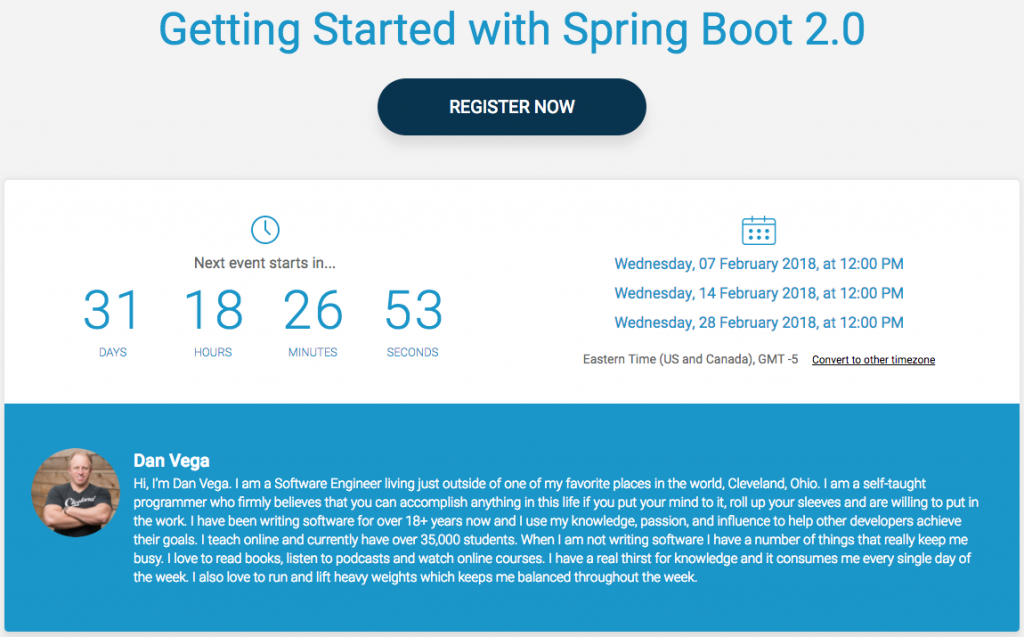 Getting Started with Spring Boot 2.0
REGISTER NOW
Next event starts in...
31 18 26 53
DAYS HOURS MINUTES SECONDS
Wednesday, 07 February 2018, at 12:00 PM
Wednesday, 14 February 2018, at 12:00 PM
Wednesday, 28 February 2018, at 12:00 PM
Eastern Time (US and Canada), GMT -5 Convert to other timezone
Dan Vega
Hi, I'm Dan Vega. I am a Software Engineer living just outside of one of my favorite places in the world, Cleveland, Ohio. I am a self-taught
programmer who firmly believes that you can accomplish anything in this life if you put your mind to it, roll up your sleeves and are willing to put in
the work. I have been writing software for over 18+ years now and I use my knowledge, passion, and influence to help other developers achieve
their goals. I teach online and currently have over 35,000 students. When I am not writing software I have a number of things that really keep me
busy. I love to read books, listen to podcasts and watch online courses. I have a real thirst for knowledge and it consumes me every single day of
the week. I also love to run and lift heavy weights which keeps me balanced throughout the week.